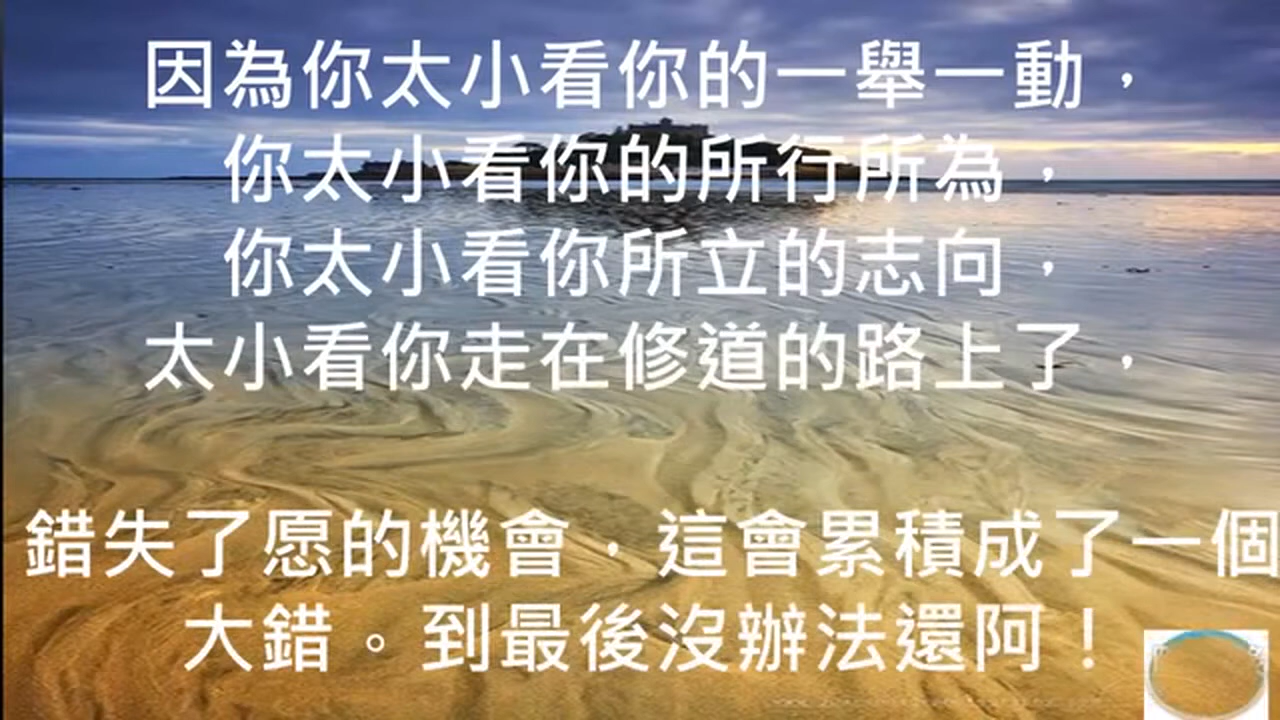 因為你太小看你的一舉一動，
你太小看你的所行所為，
你太小看你所立的志向，
太小看你走在修道的路上了，
錯失了愿的機會，這會累積成了一個
大錯。到最後沒辦法還阿！